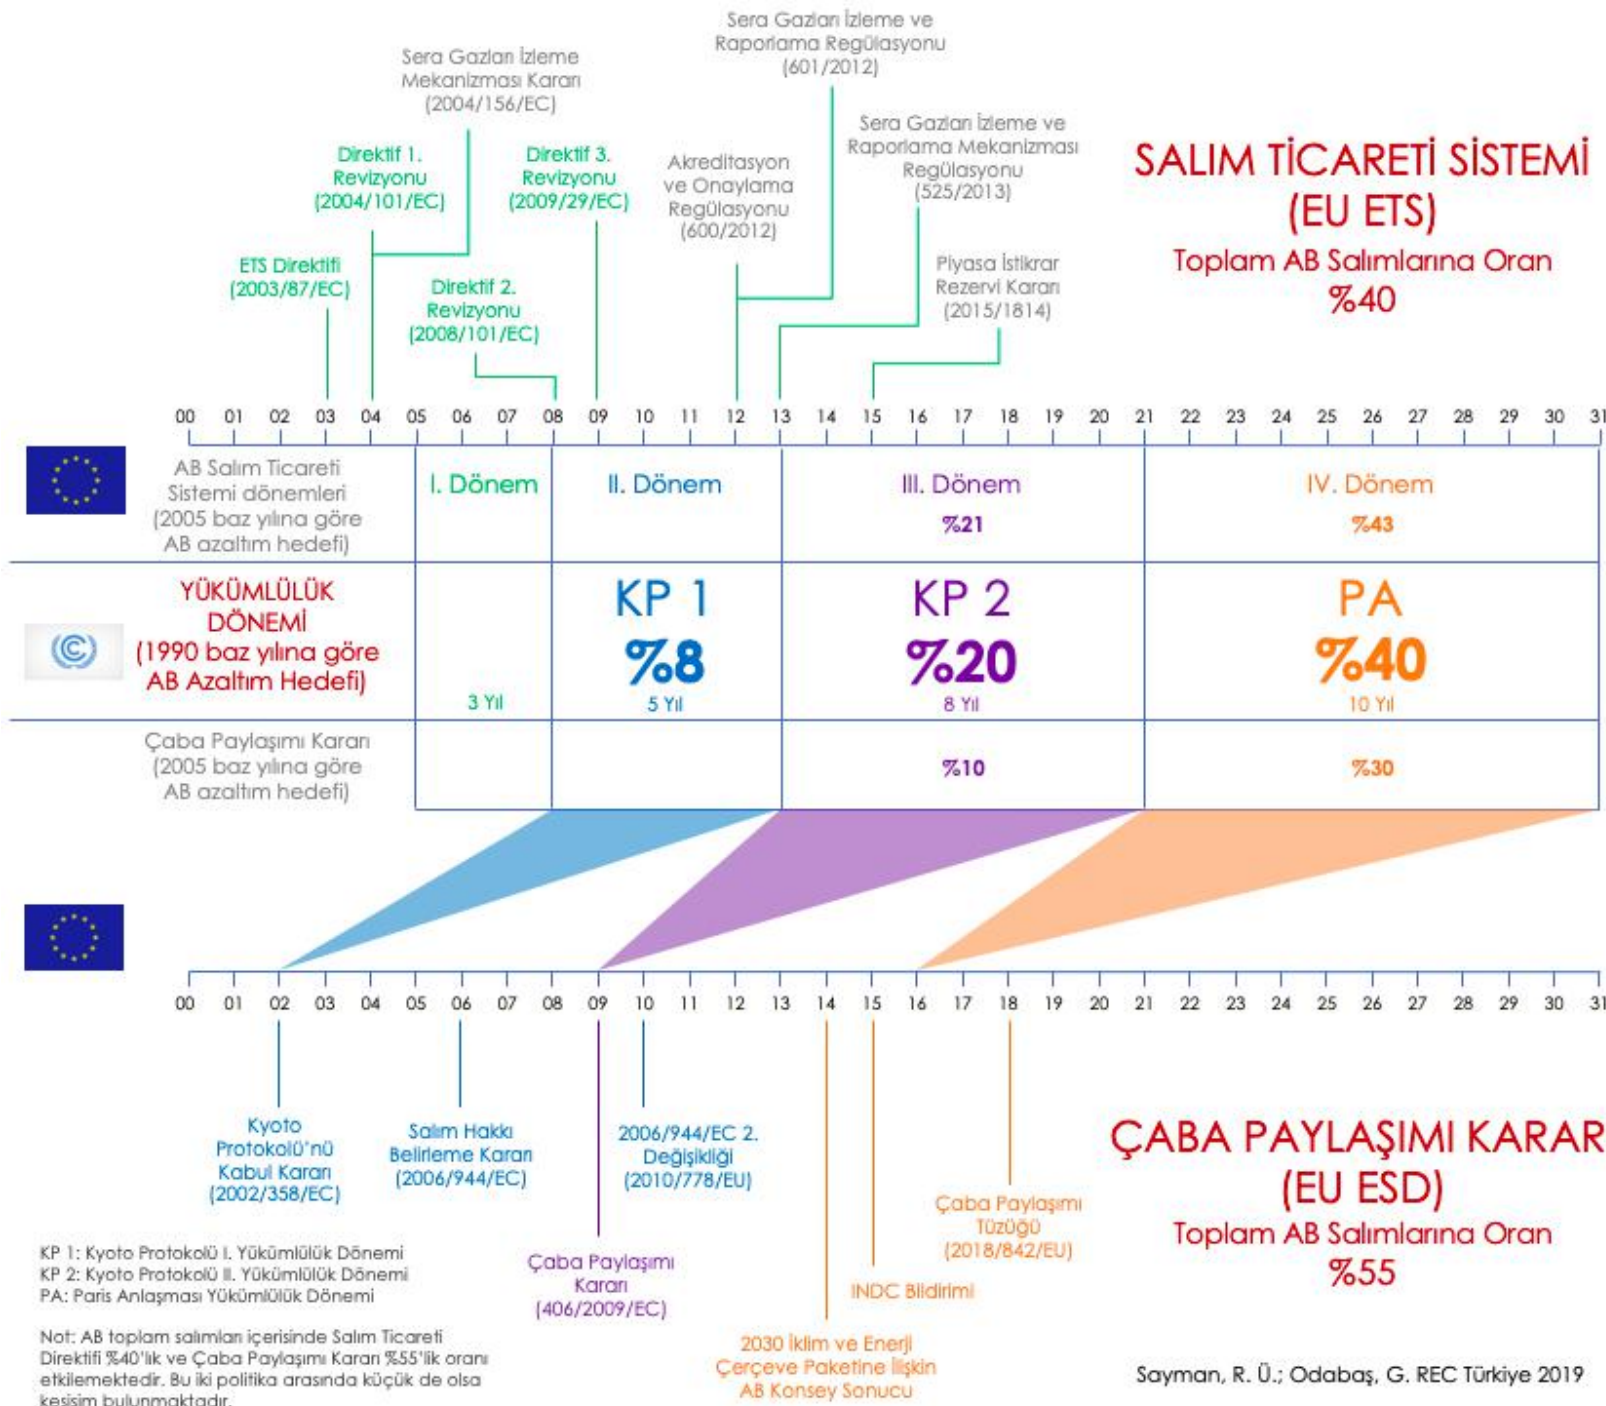 Sera Gazları İzleme ve
Raporlama Regülasyonu
(601/2012)
Sera Gazları İzleme
Mekanizması Kararı
(2004/156/EC)
Sera Gazları İzleme ve
Raporlama Mekanizması
Regülasyonu
(525/2013)
Direktif 1.
Revizyonu
(2004/101/EC)
Direktif 3.
Revizyonu
(2009/29/EC)
Akreditasyon
ve Onaylama
Regülasyonu
(600/2012)
SALIM TİCARETİ SİSTEMİ
(EU ETS)
Toplam AB Salımlarına Oran
%40
ETS Direktifi
(2003/87/EC)
Direktif 2.
Revizyonu
(2008/101/EC)
Piyasa İstikrar
Rezervi Kararı
(2015/1814)
00 01 02 03 04 05 06 07 08 09 10 11 12 13 14 15 16 17 18 19 20 21 22 23 24 25 26 27 28 29 30 31
AB Salım Ticareti
Sistemi dönemleri
(2005 baz yılına göre
AB azaltım hedefi)
I. Dönem
II. Dönem
III. Dönem
%21
IV. Dönem
%43
YÜKÜMLÜLÜK
DÖNEMİ
(1990 baz yılına göre
AB Azaltım Hedefi)
3 Yıl
KP 1
%8
5 Yıl
KP 2
%20
8 Yıl
PA
%40
10 Yıl
Çaba Paylaşımı Kararı
(2005 baz yılına göre
AB azaltım hedefi)
%10
%30
00 01 02 03 04 05 06 07 08 09 10 11 12 13 14 15 16 17 18 19 20 21 22 23 24 25 26 27 28 29 30 31
Kyoto
Protokolü'nü
Kabul Kararı
(2002/358/EC)
Salım Hakkı
Belirleme Kararı
(2006/944/EC)
2006/944/EC 2.
Değişikliği
(2010/778/EU)
Çaba Paylaşımı
Tüzüğü
(2018/842/EU)
ÇABA PAYLAŞIMI KARAR
(EU ESD)
Toplam AB Salımlarına Oran
%55
Çaba Paylaşımı
Kararı
(406/2009/EC)
INDC Bildirimi
2030 İklim ve Enerji
Çerçeve Paketine İlişkin
AB Konsey Sonucu
KP 1: Kyoto Protokolü I. Yükümlülük Dönemi
KP 2: Kyoto Protokolü II. Yükümlülük Dönemi
PA: Paris Anlaşması Yükümlülük Dönemi
Not: AB toplam salımları içerisinde Salım Ticareti
Direktifi %40'lık ve Çaba Paylaşımı Kararı %55'lik oranı
etkilemektedir. Bu iki politika arasında küçük de olsa
kesişim bulunmaktadır.
Sayman, R. Ü.; Odabaş, G. REC Türkiye 2019